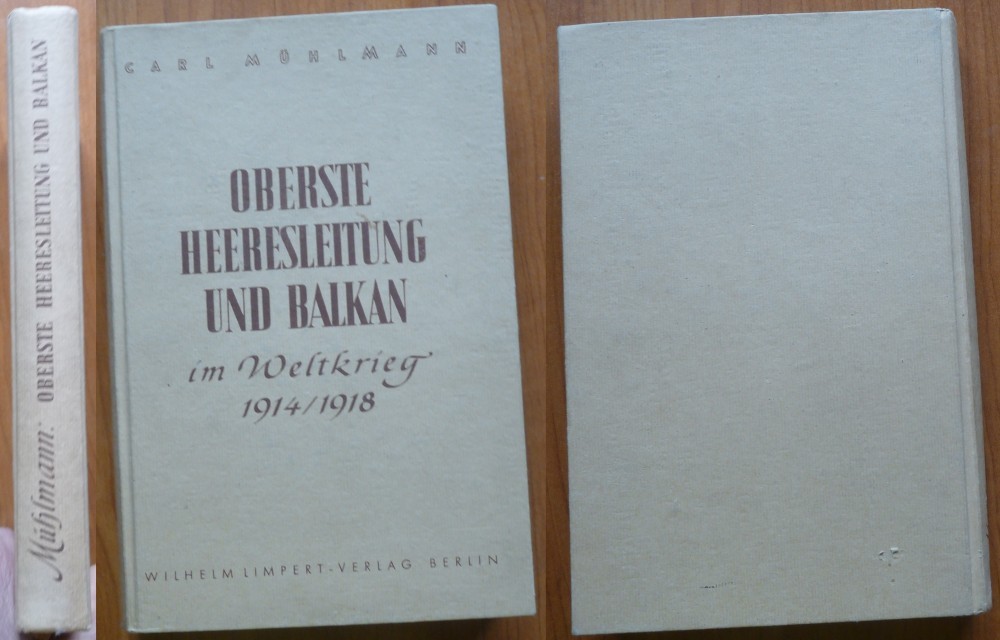 Mühlmann: OBERSTE HEERESLEITUNG UND BALKAN
CARL MÜHLMANN
OBERSTE
HEERESLEITUNG
UND BALKAN
im Weltkrieg
1914/1918
WILHELM LIMPERT-VERLAG BERLIN